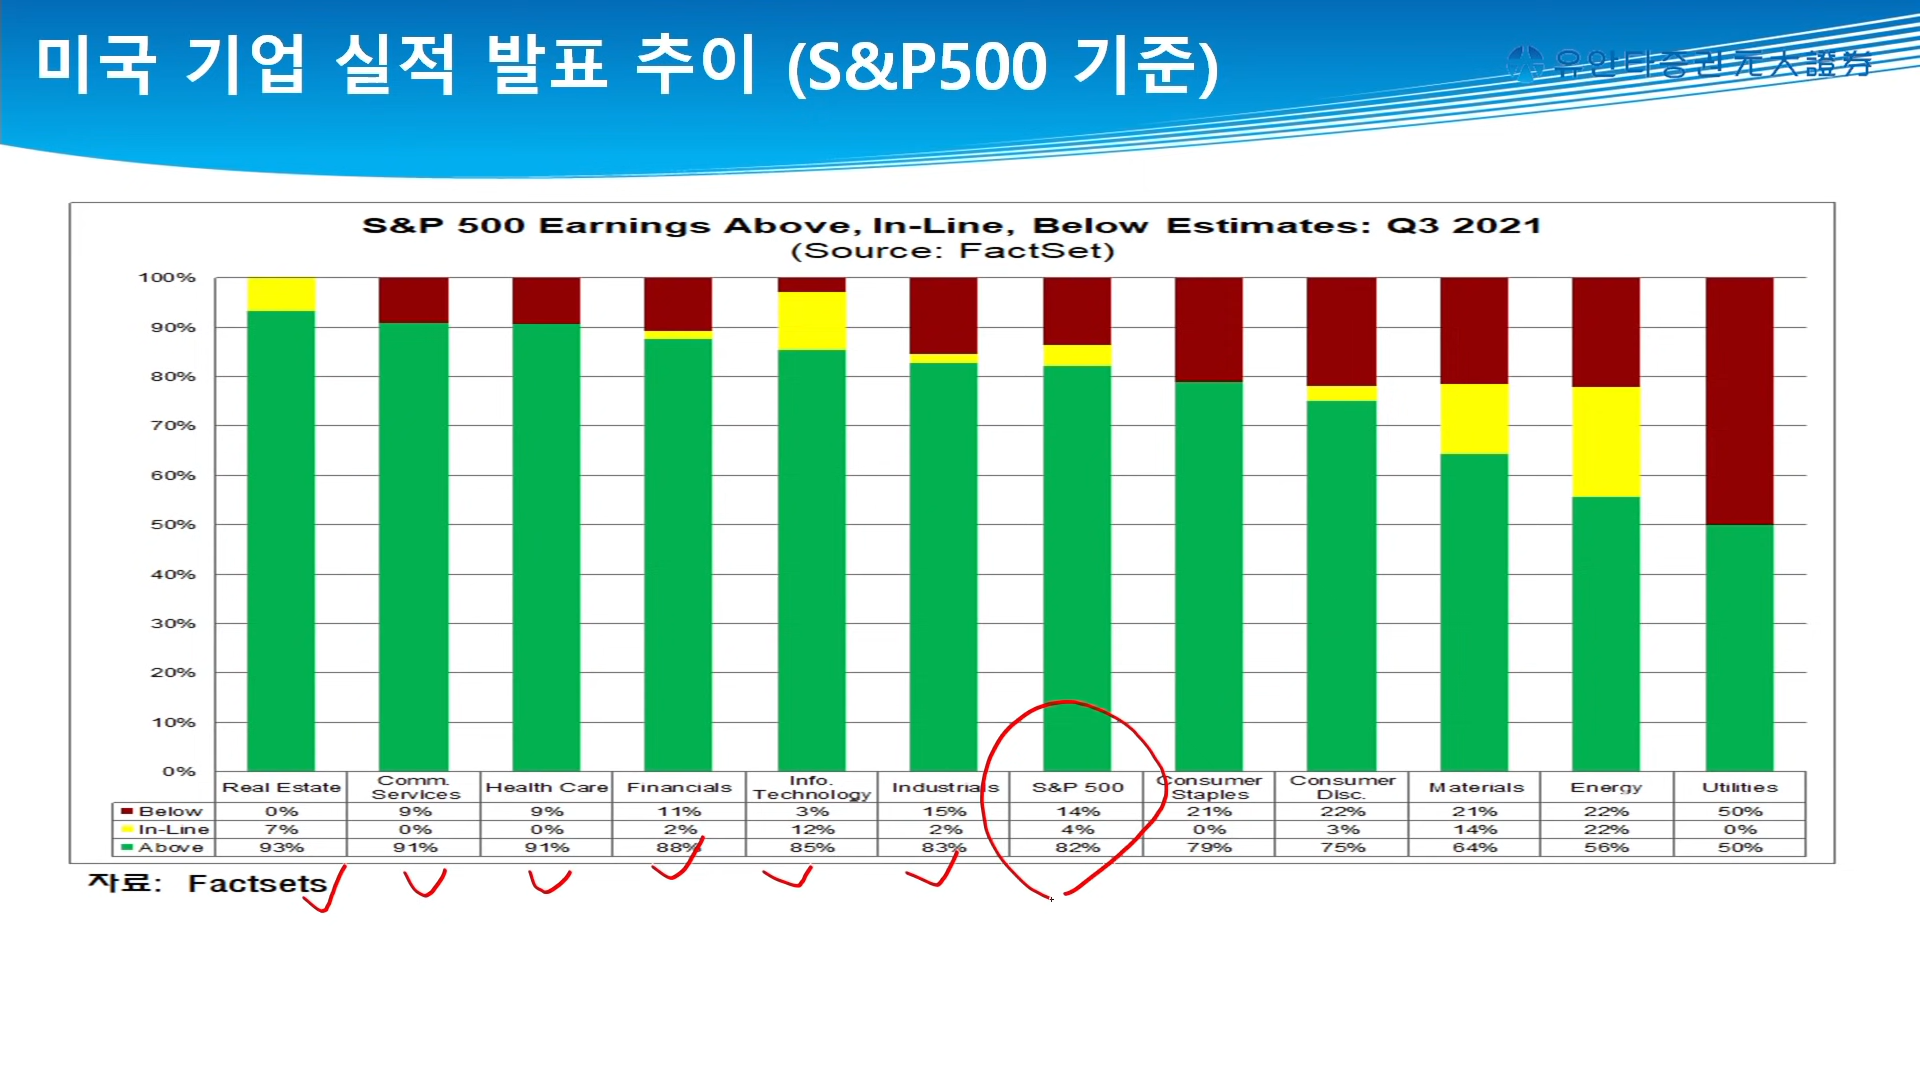 미국 기업 실적 발표 추이 (S&P500 기준)
유안타증권 元大證券
S&P 500 Earnings Above, In-Line, Below Estimates: Q3 2021
(Source: FactSet)
100%
90%
80%
70%
60%
50%
40%
30%
20%
10%
0%
Real Estate Comm. Services Health Care Financials Info. Technology Industrials S&P 500 Consumer Staples Consumer Disc. Materials Energy Utilities
Below 0% 9% 9% 11% 3% 15% 14% 21% 22% 21% 22% 50%
In-Line 7% 0% 0% 2% 12% 2% 4% 0% 3% 14% 22% 0%
Above 93% 91% 91% 88% 85% 83% 82% 79% 75% 64% 56% 50%
자료: Factsets